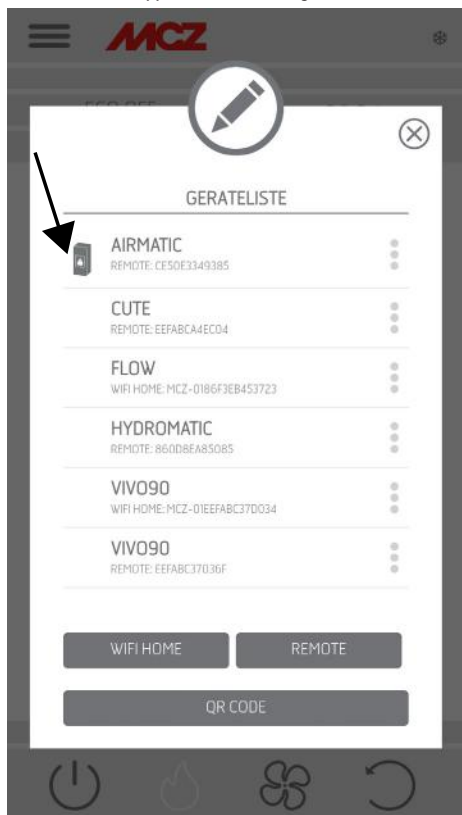 MCZ
GERATELISTE
AIRMATIC
REMOTE: CE50E3349385
CUTE
REMOTE: EEFABCA4EC04
FLOW
WIFI HOME: MCZ-0186F3EB453723
HYDROMATIC
REMOTE: 860D8EA85085
VIVO90
WIFI HOME: MCZ-01EEFABC37D034
VIVO90
REMOTE: EEFABC37036F
WIFI HOME
REMOTE
QR CODE